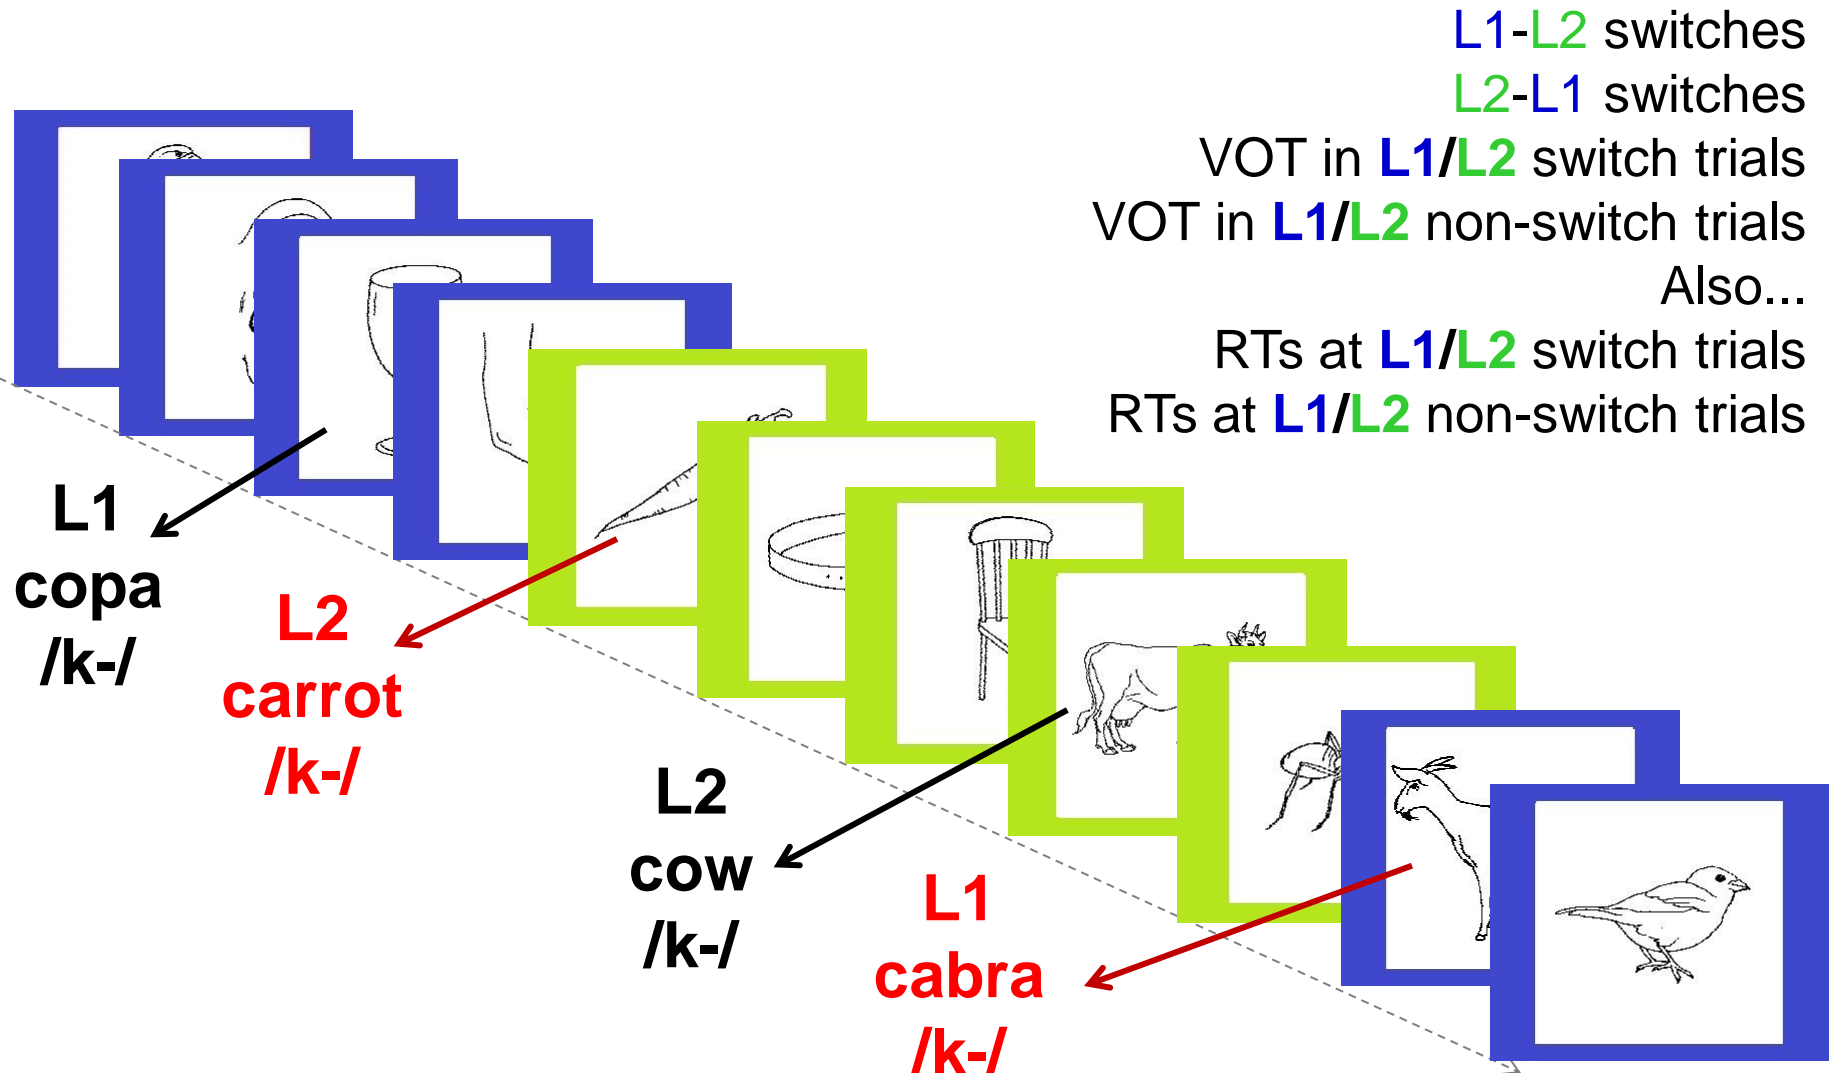 L1-L2 switches
L2-L1 switches
VOT in L1/L2 switch trials
VOT in L1/L2 non-switch trials
Also...
RTs at L1/L2 switch trials
RTs at L1/L2 non-switch trials
L1
copa
/k-/
L2
carrot
/k-/
L2
cow
/k-/
L1
cabra
/k-/